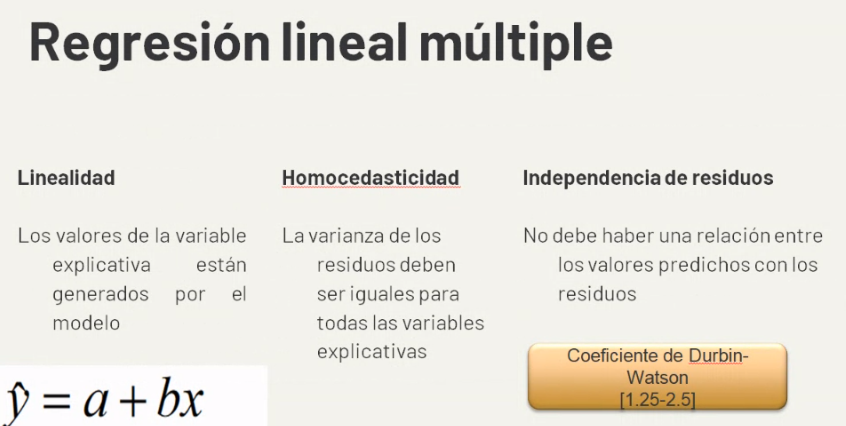 Regresión lineal múltiple
Linealidad
Los valores de la variable
explicativa están
generados por el
modelo
ŷ = a + bx
Homocedasticidad
La varianza de los
residuos deben
ser iguales para
todas las variables
explicativas
Independencia de residuos
No debe haber una relación entre
los valores predichos con los
residuos
Coeficiente de Durbin-
Watson
[1.25-2.5]